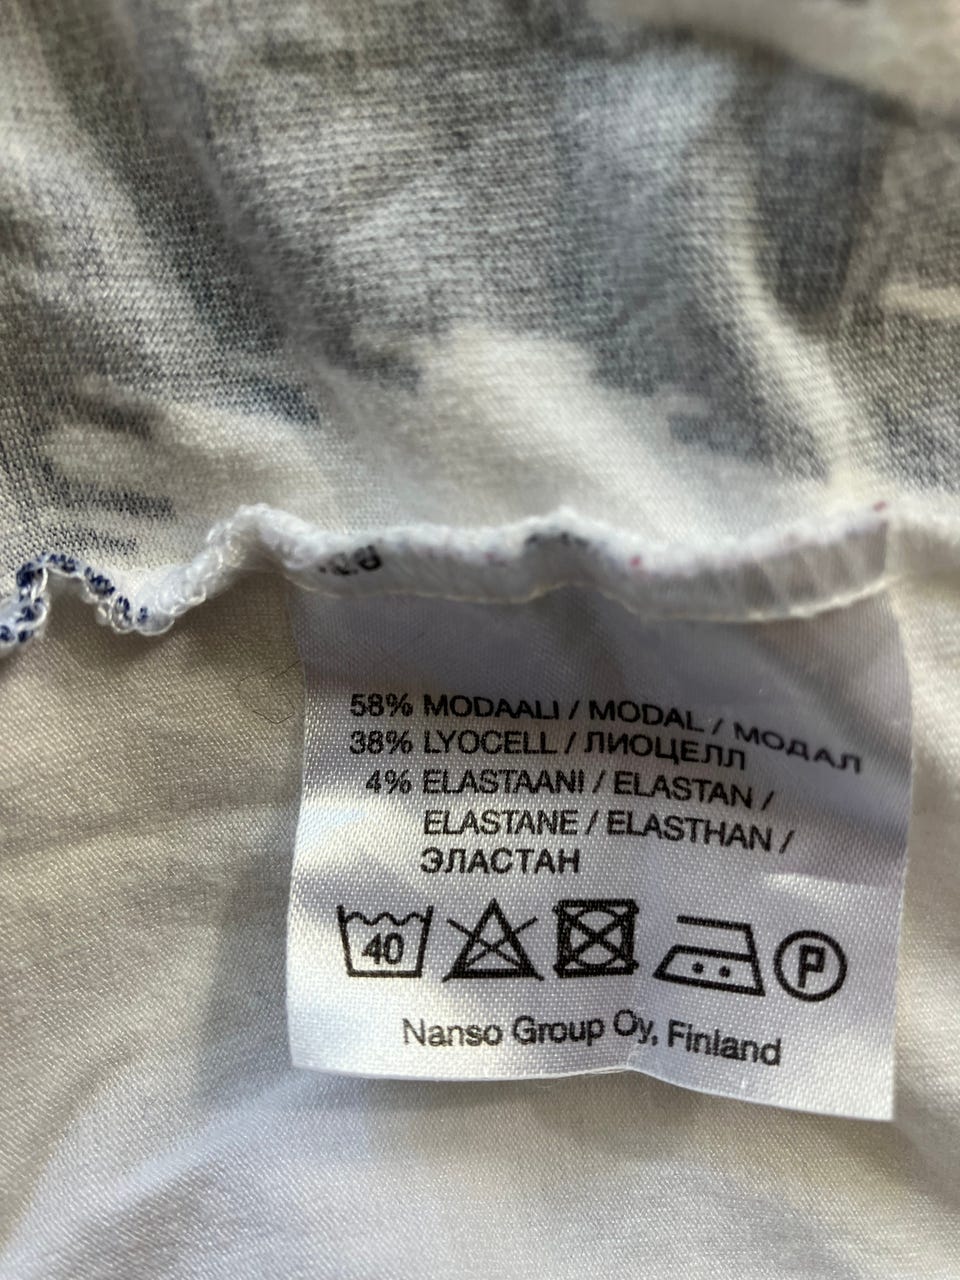 58% MODAALI / MODAL / МОДАЛ
38% LYOCELL / ЛИОЦЕЛЛ
4% ELASTAANI / ELASTAN /
ELASTANE / ELASTHAN /
ЭЛАСТАН
40 P
Nanso Group Oy, Finland